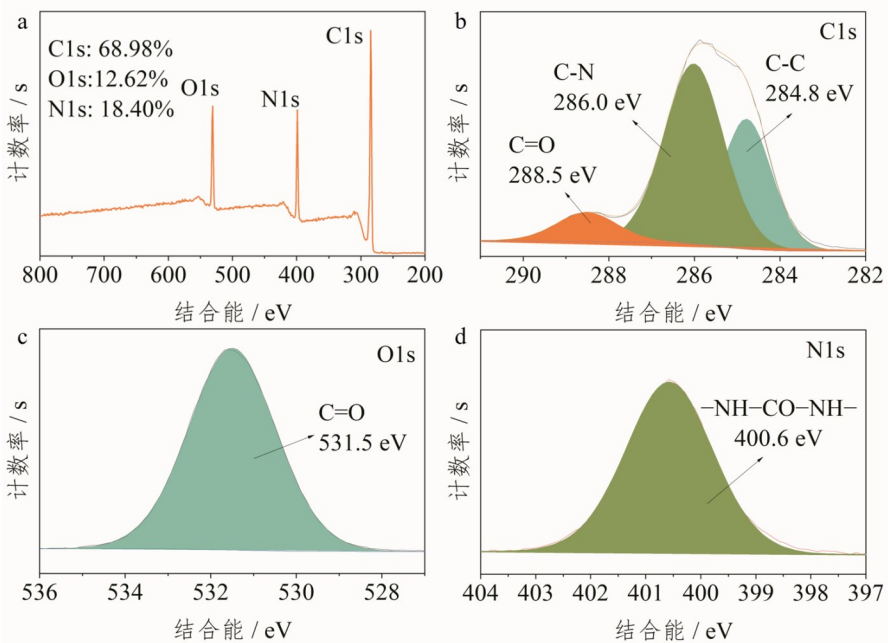 a
C1s: 68.98%
O1s:12.62%
N1s: 18.40%
O1s
N1s
C1s
计数率 / s
800 700 600 500 400 300 200
结合能 / eV
b
C1s
C-N
286.0 eV
C-C
284.8 eV
C=O
288.5 eV
计数率 / s
290 288 286 284 282
结合能 / eV
c
O1s
C=O
531.5 eV
计数率 / s
536 534 532 530 528
结合能 / eV
d
N1s
−NH−CO−NH−
400.6 eV
计数率 / s
404 403 402 401 400 399 398 397
结合能 / eV